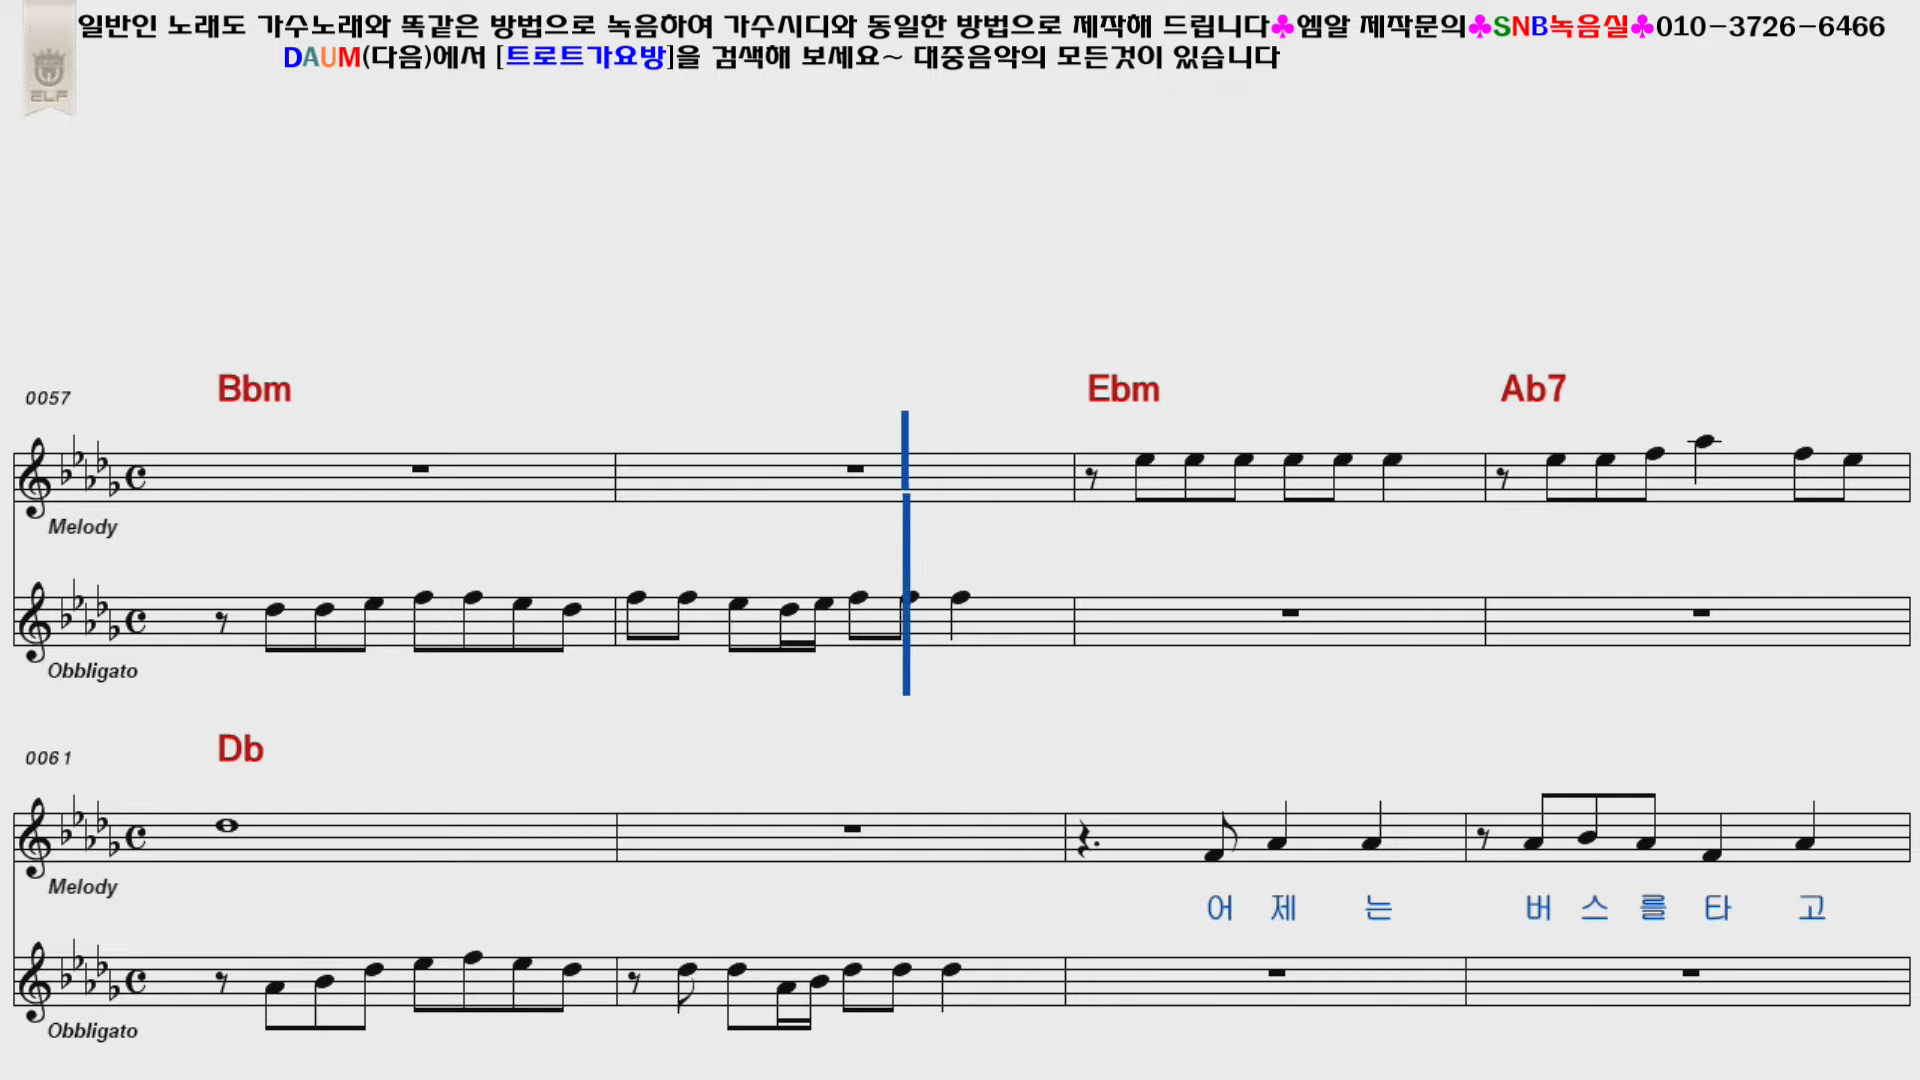 일반인 노래도 가수노래와 똑같은 방법으로 녹음하여 가수시디와 동일한 방법으로 제작해 드립니다♣엠알 제작문의♣SNB녹음실♣010-3726-6466
DAUM(다음)에서 [트로트가요방]을 검색해 보세요~ 대중음악의 모든것이 있습니다
ELF
0057 Bbm Ebm Ab7
Melody
Obbligato
0061 Db
Melody
어 제 는 버 스 를 타 고
Obbligato